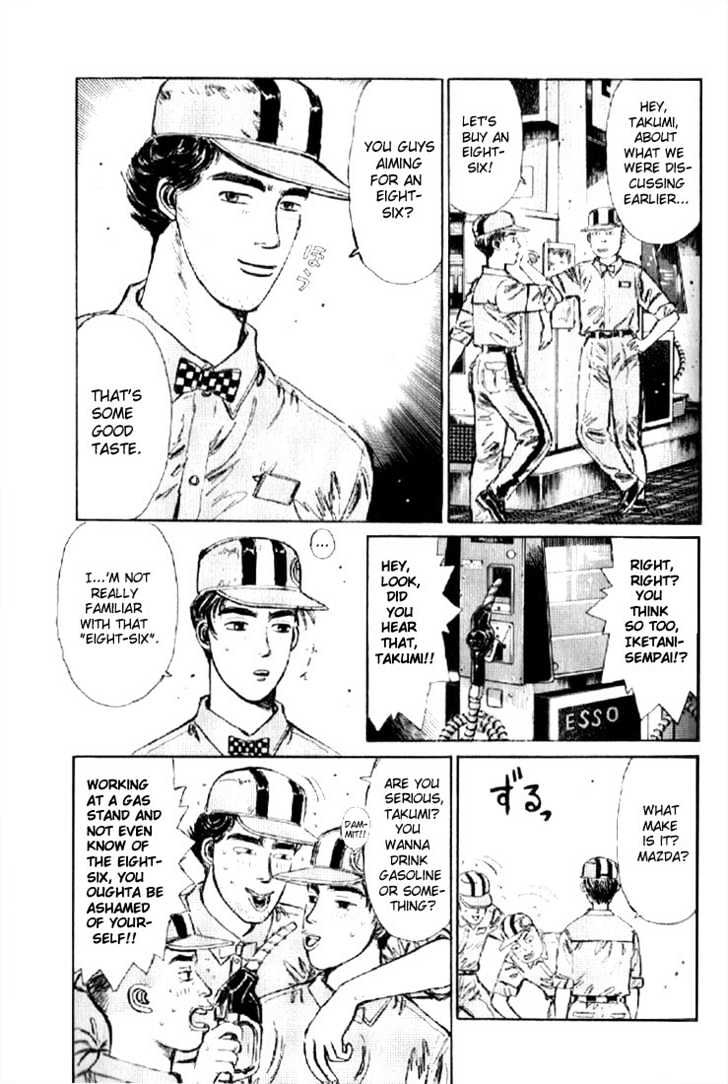 HEY,
TAKUMI,
ABOUT
WHAT WE
WERE DIS-
CUSSING
EARLIER...
LET'S
BUY AN
EIGHT-
SIX!
YOU GUYS
AIMING
FOR AN
EIGHT-
SIX?
THAT'S
SOME
GOOD
TASTE.
RIGHT,
RIGHT?
YOU
THINK
SO TOO,
IKETANI-
SEMPAI!?
HEY,
LOOK,
DID
YOU
HEAR
THAT,
TAKUMI!!
ESSO
...
I...'M NOT
REALLY
FAMILIAR
WITH THAT
"EIGHT-SIX".
WHAT
MAKE
IS IT?
MAZDA?
ずるっ
ARE YOU
SERIOUS,
TAKUMI?
YOU
WANNA
DRINK
GASOLINE
OR SOME-
THING?
DAM-
MIT!!
WORKING
AT A GAS
STAND AND
NOT EVEN
KNOW OF
THE EIGHT-
SIX, YOU
OUGHTA BE
ASHAMED
OF YOUR-
SELF!!